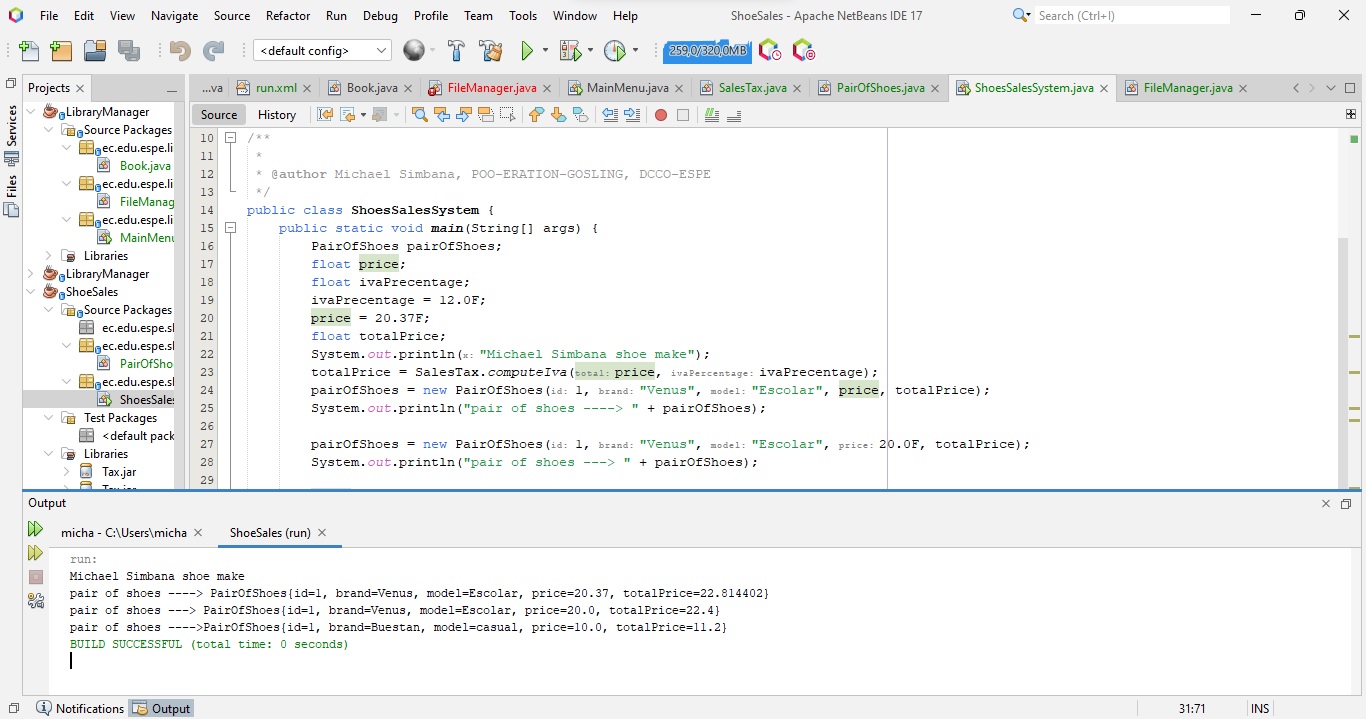 File Edit View Navigate Source Refactor Run Debug Profile Team Tools Window Help
ShoeSales - Apache NetBeans IDE 17
Search (Ctrl+I)
<default config>
259,0/320,0MB
Projects
...va
run.xml
Book.java
FileManager.java
MainMenu.java
SalesTax.java
PairOfShoes.java
ShoesSalesSystem.java
FileManager.java
Services
Files
LibraryManager
Source Packages
ec.edu.espe.li
Book.java
ec.edu.espe.li
FileManag
ec.edu.espe.li
MainMenu
Libraries
LibraryManager
ShoeSales
Source Packages
ec.edu.espe.sl
ec.edu.espe.sl
PairOfSho
ec.edu.espe.sl
ShoesSales
Test Packages
<default pack
Libraries
Tax.jar
Source History
10 /**
11 *
12 * @author Michael Simbana, POO-ERATION-GOSLING, DCCO-ESPE
13 */
14 public class ShoesSalesSystem {
15 public static void main(String[] args) {
16 PairOfShoes pairOfShoes;
17 float price;
18 float ivaPrecentage;
19 ivaPrecentage = 12.0F;
20 price = 20.37F;
21 float totalPrice;
22 System.out.println(x: "Michael Simbana shoe make");
23 totalPrice = SalesTax.computeIva(total: price, ivaPercentage: ivaPrecentage);
24 pairOfShoes = new PairOfShoes(id: 1, brand: "Venus", model: "Escolar", price, totalPrice);
25 System.out.println("pair of shoes ----> " + pairOfShoes);
26
27 pairOfShoes = new PairOfShoes(id: 1, brand: "Venus", model: "Escolar", price: 20.0F, totalPrice);
28 System.out.println("pair of shoes ---> " + pairOfShoes);
29
Output
micha - C:\Users\micha
ShoeSales (run)
run:
Michael Simbana shoe make
pair of shoes ----> PairOfShoes{id=1, brand=Venus, model=Escolar, price=20.37, totalPrice=22.814402}
pair of shoes ---> PairOfShoes{id=1, brand=Venus, model=Escolar, price=20.0, totalPrice=22.4}
pair of shoes ---->PairOfShoes{id=1, brand=Buestan, model=casual, price=10.0, totalPrice=11.2}
BUILD SUCCESSFUL (total time: 0 seconds)
Notifications
Output
31:71
INS